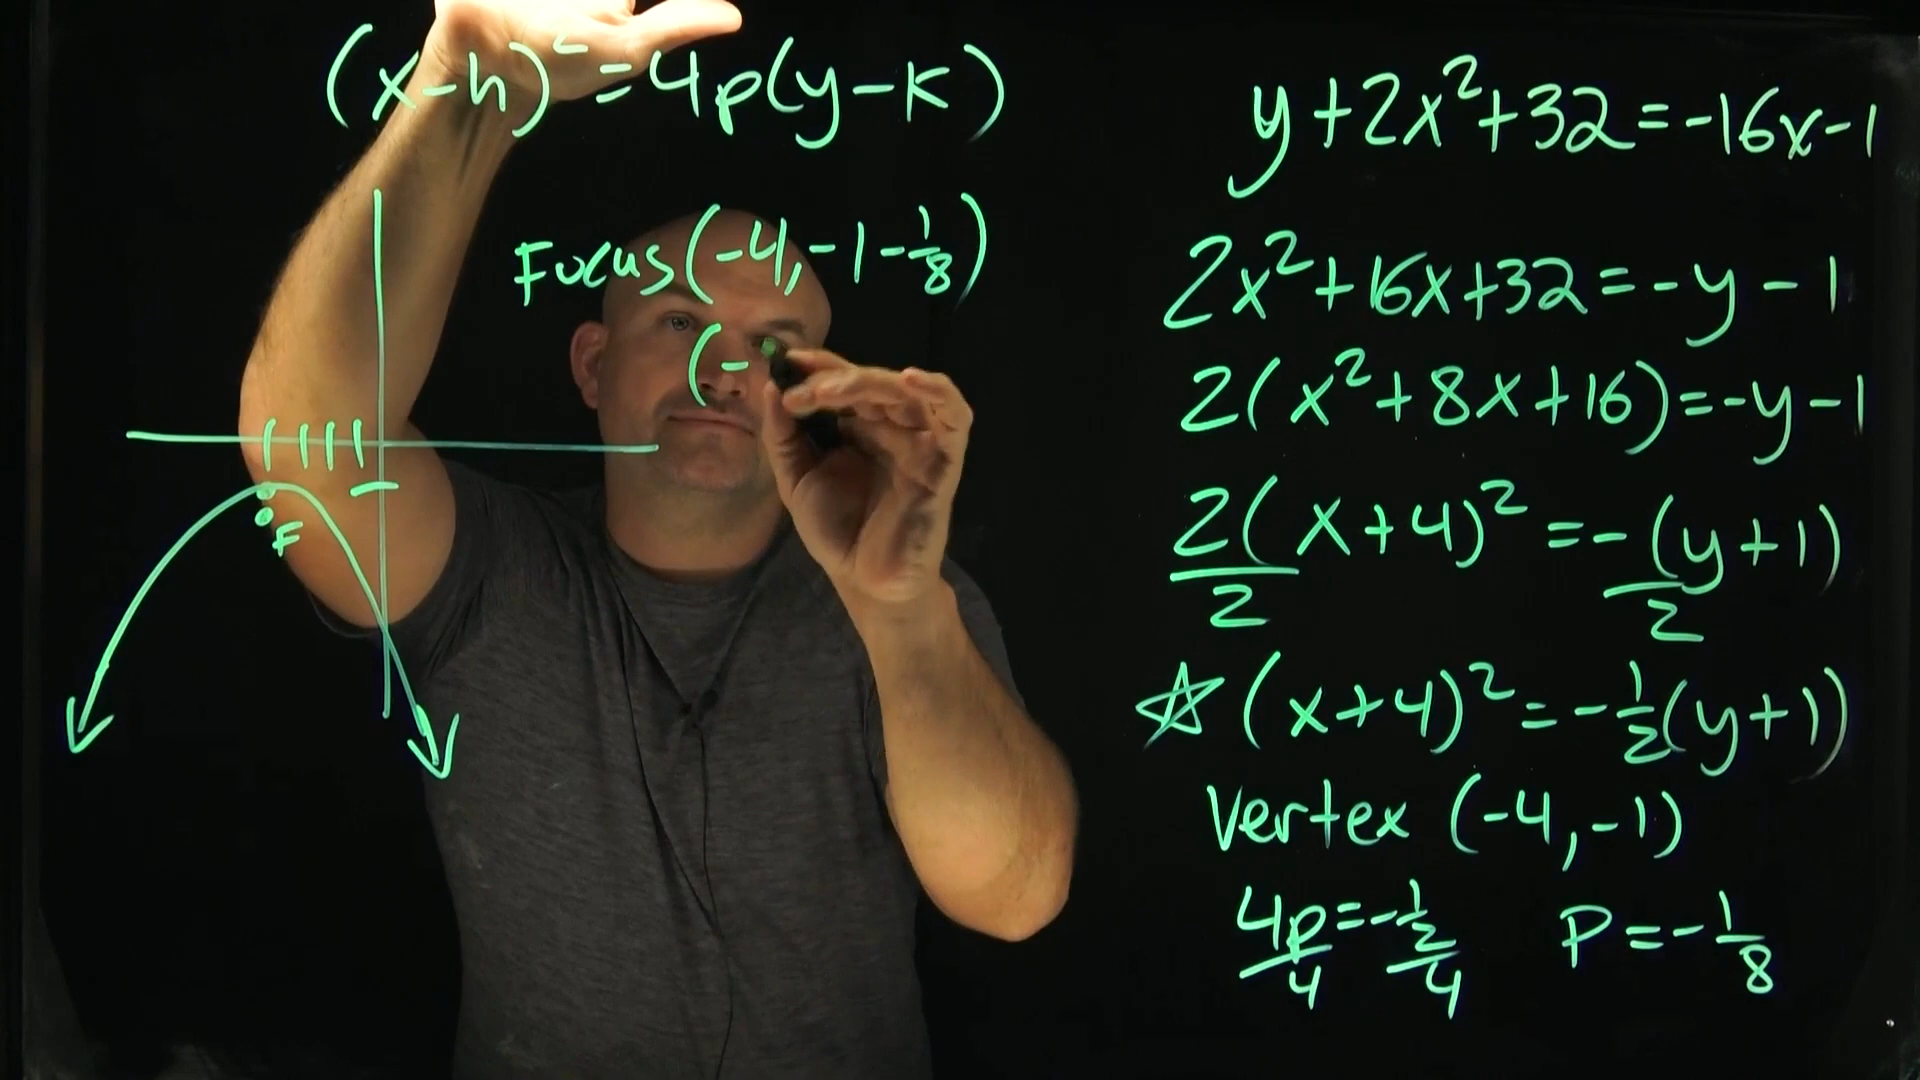 (x-h)² = 4p(y-k)
Focus (-4, -1 - 1/8)
(-
F
y + 2x² + 32 = -16x - 1
2x² + 16x + 32 = -y - 1
2(x² + 8x + 16) = -y - 1
2(x + 4)²/2 = -(y + 1)/2
☆ (x + 4)² = -1/2(y + 1)
Vertex (-4, -1)
4p/4 = -1/2/4 P = -1/8